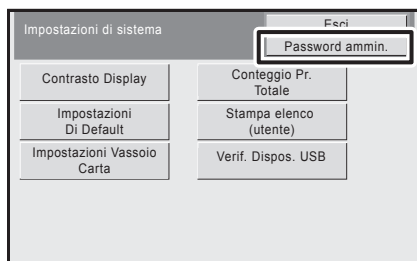 Impostazioni di sistema
Esci
Password ammin.
Contrasto Display
Conteggio Pr.
Totale
Impostazioni
Di Default
Stampa elenco
(utente)
Impostazioni Vassoio
Carta
Verif. Dispos. USB